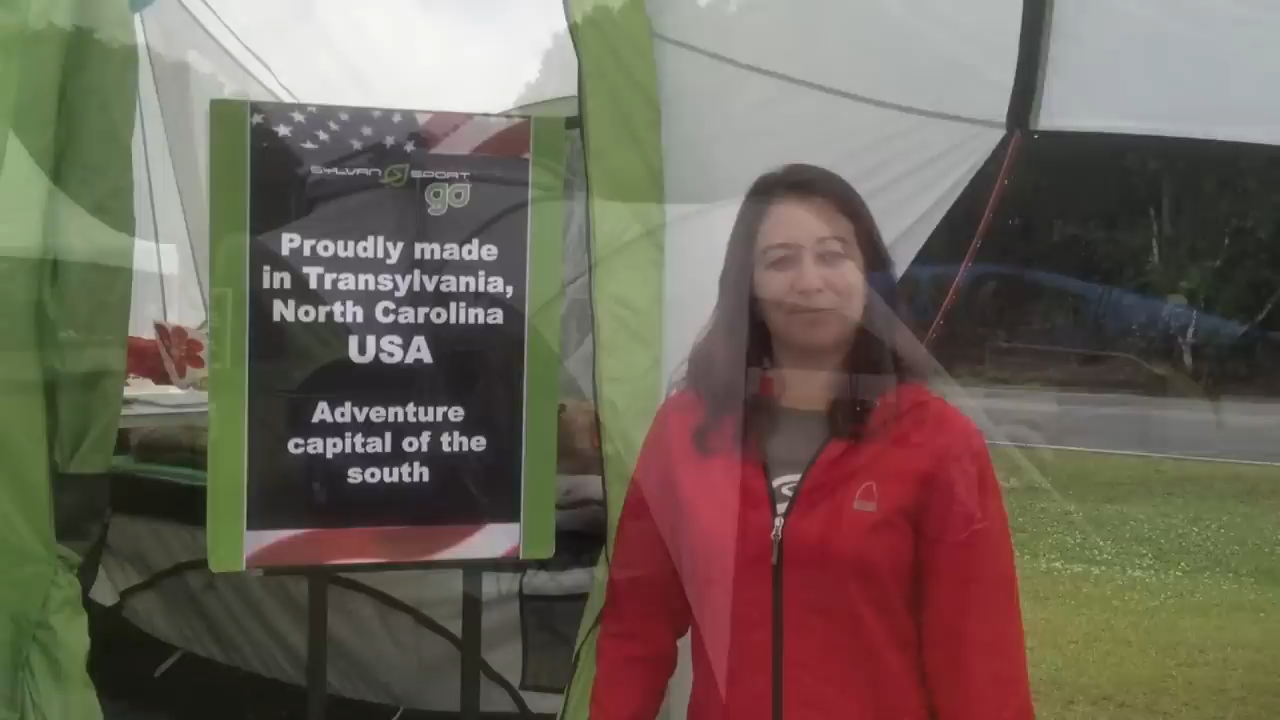 SYLVAN SPORT
go
Proudly made
in Transylvania,
North Carolina
USA
Adventure
capital of the
south